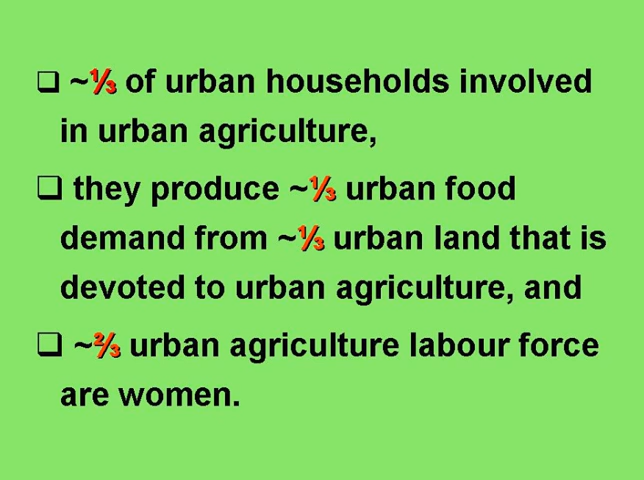 ❑ ~⅓ of urban households involved
in urban agriculture,
❑ they produce ~⅓ urban food
demand from ~⅓ urban land that is
devoted to urban agriculture, and
❑ ~⅔ urban agriculture labour force
are women.